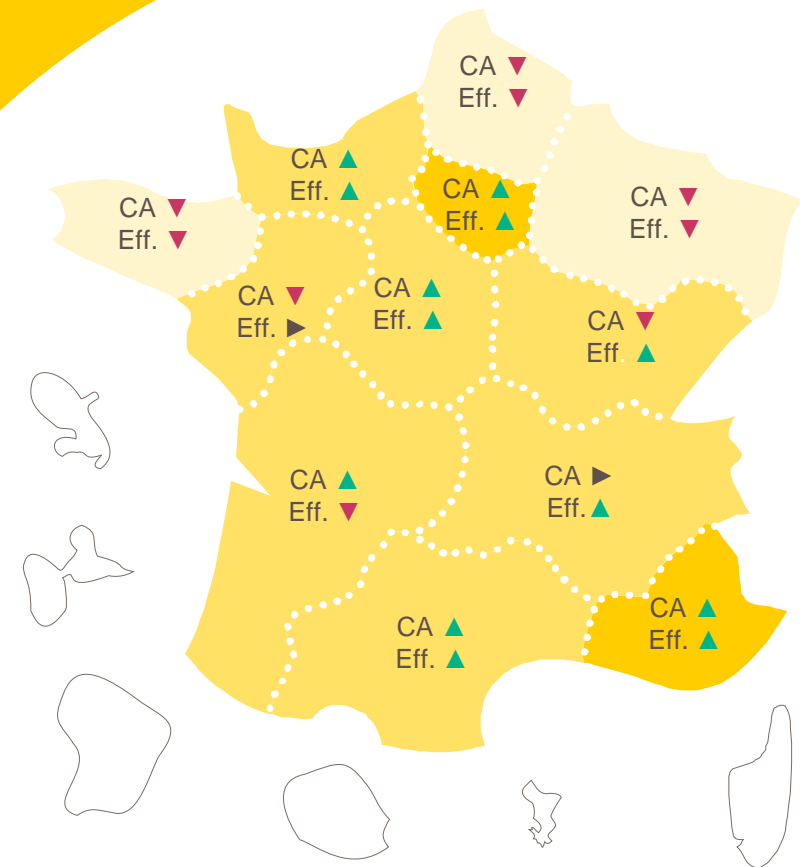 CA ▼
Eff. ▼
CA ▲
Eff. ▲
CA ▲
Eff. ▲
CA ▼
Eff. ▼
CA ▼
Eff. ▼
CA ▼
Eff. ▶
CA ▲
Eff. ▲
CA ▼
Eff. ▲
CA ▲
Eff. ▼
CA ▶
Eff. ▲
CA ▲
Eff. ▲
CA ▲
Eff. ▲